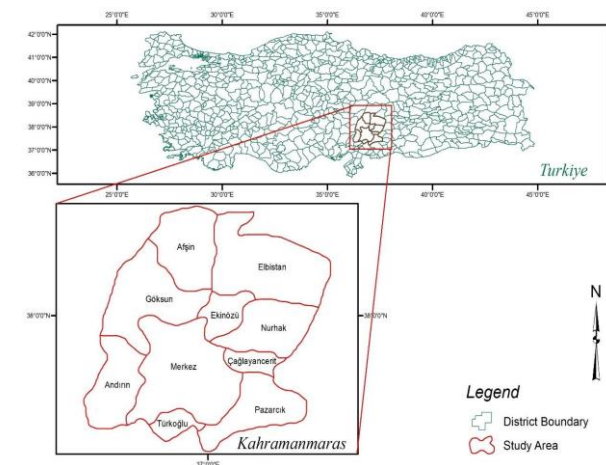 25°0'0"E 30°0'0"E 35°0'0"E 40°0'0"E 45°0'0"E
42°0'0"N
41°0'0"N
40°0'0"N
39°0'0"N
38°0'0"N
37°0'0"N
36°0'0"N
Turkiye
25°0'0"E 30°0'0"E 35°0'0"E 40°0'0"E 45°0'0"E
Afşin
Elbistan
Göksun
Ekinözü
38°0'0"N
38°0'0"N
Nurhak
Merkez
Çağlayancerit
Andırın
Pazarcık
Türkoğlu
Kahramanmaras
37°0'0"E
N
Legend
District Boundary
Study Area